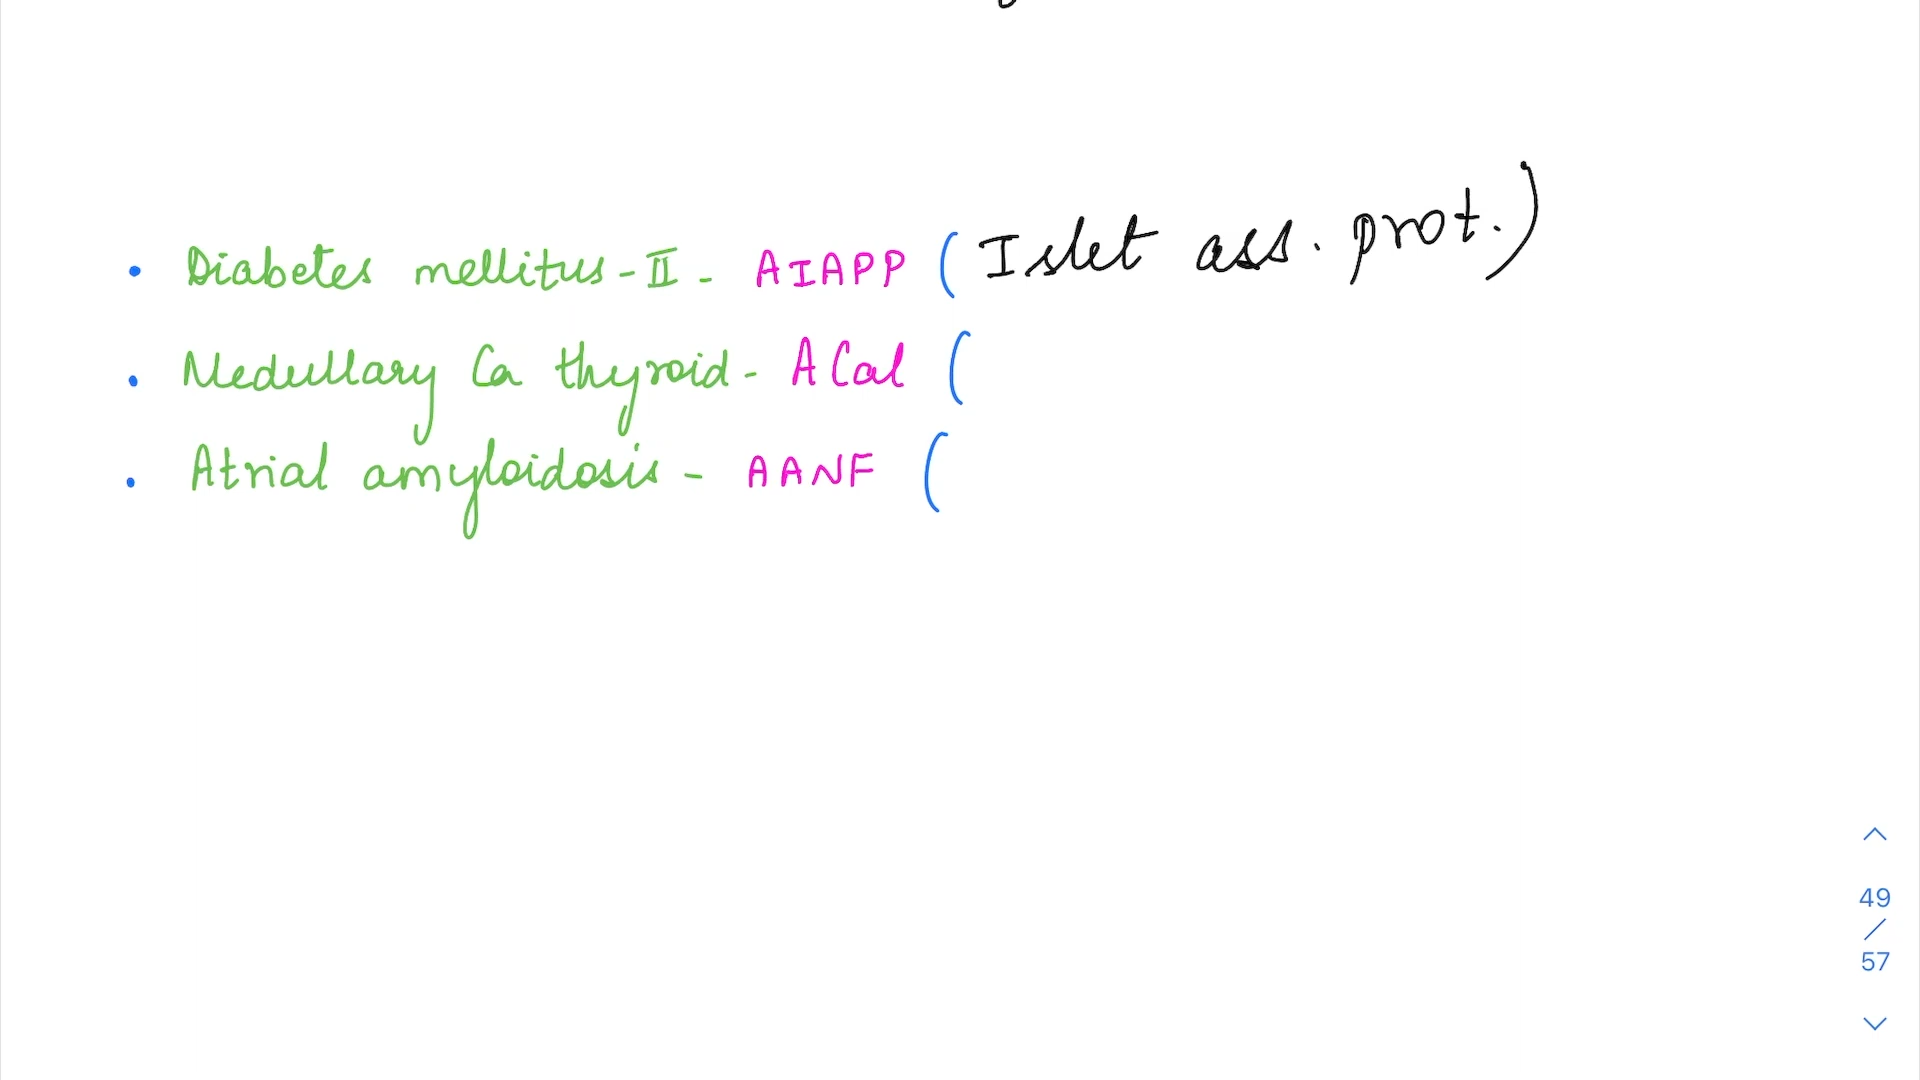 • Diabetes mellitus - II - AIAPP (Islet ass. prot.)
• Medullary Ca thyroid - ACal (
• Atrial amyloidosis - AANF (
49
/
57